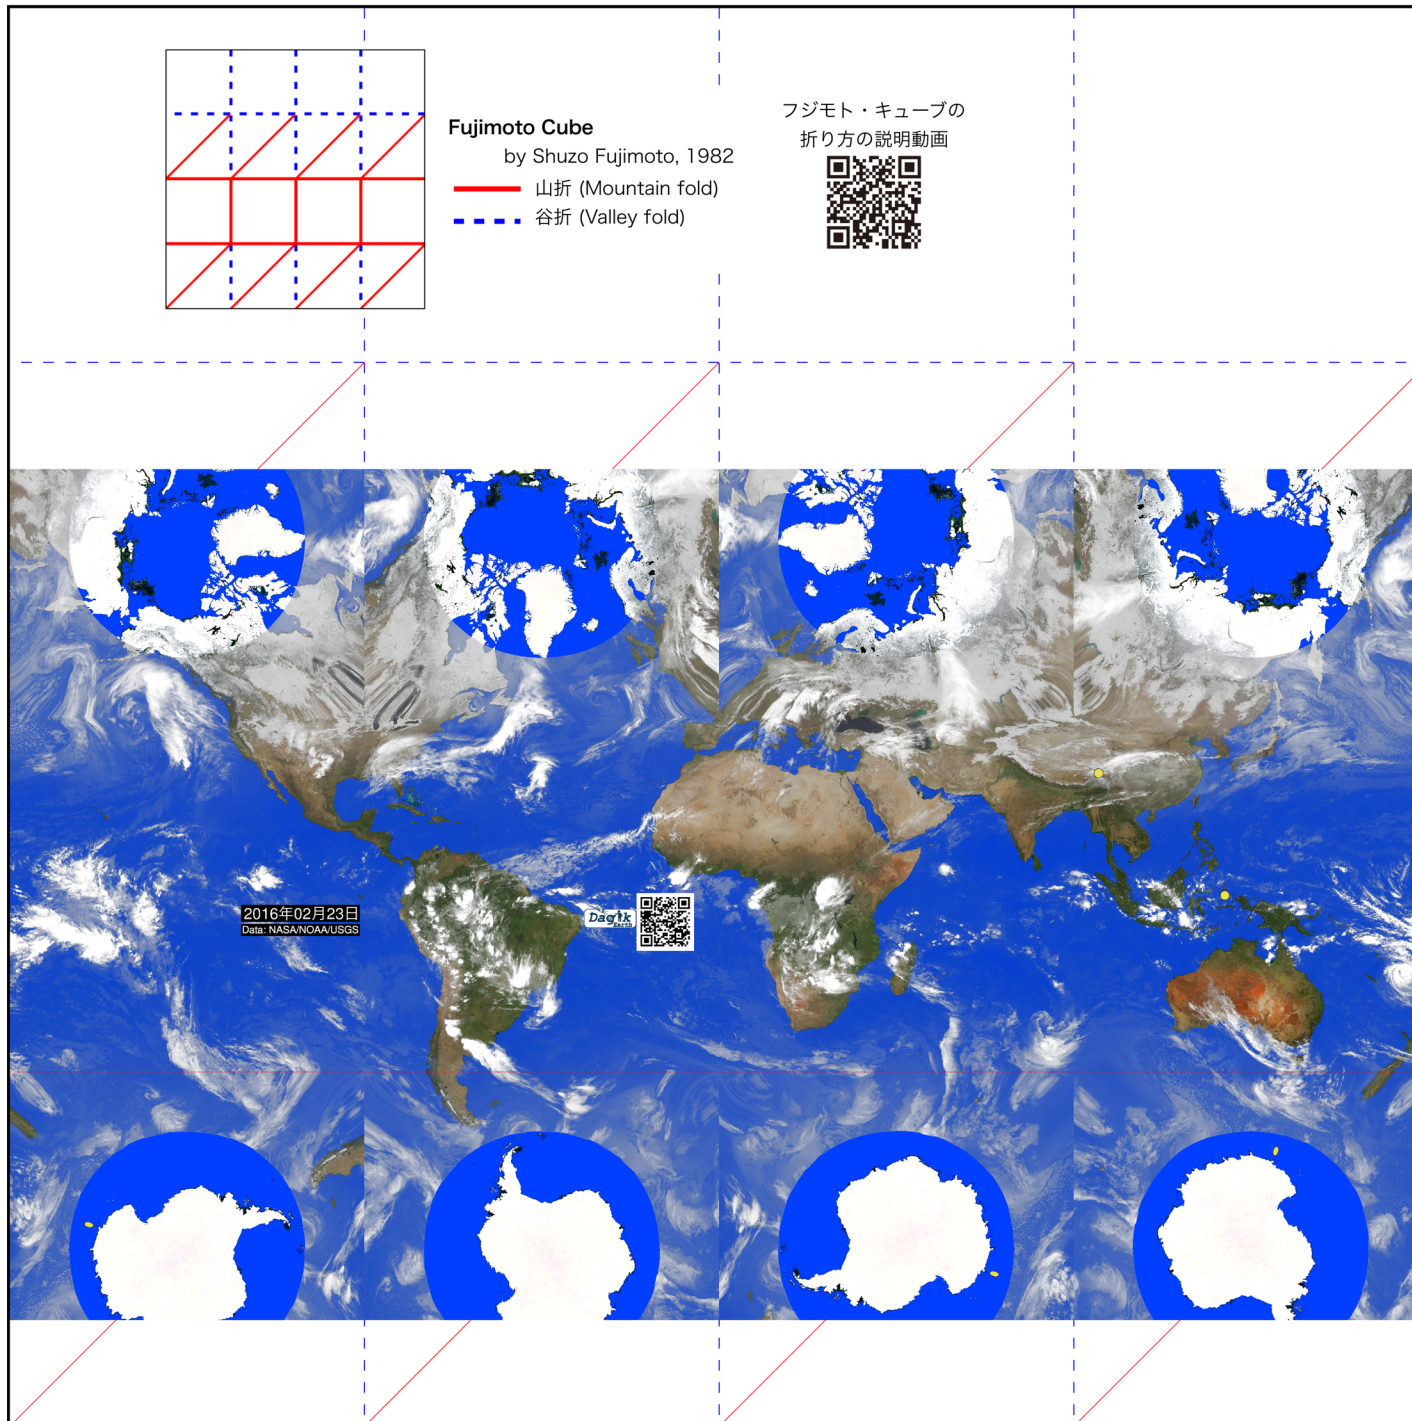 Fujimoto Cube
by Shuzo Fujimoto, 1982
山折 (Mountain fold)
谷折 (Valley fold)
フジモト・キューブの
折り方の説明動画
2016年02月23日
Data: NASA/NOAA/USGS
Dagik
Earth